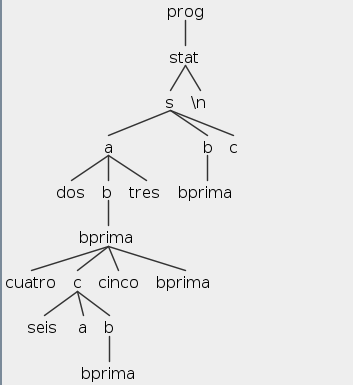 prog
stat
s \n
a b c
dos b tres bprima
bprima
cuatro c cinco bprima
seis a b
bprima